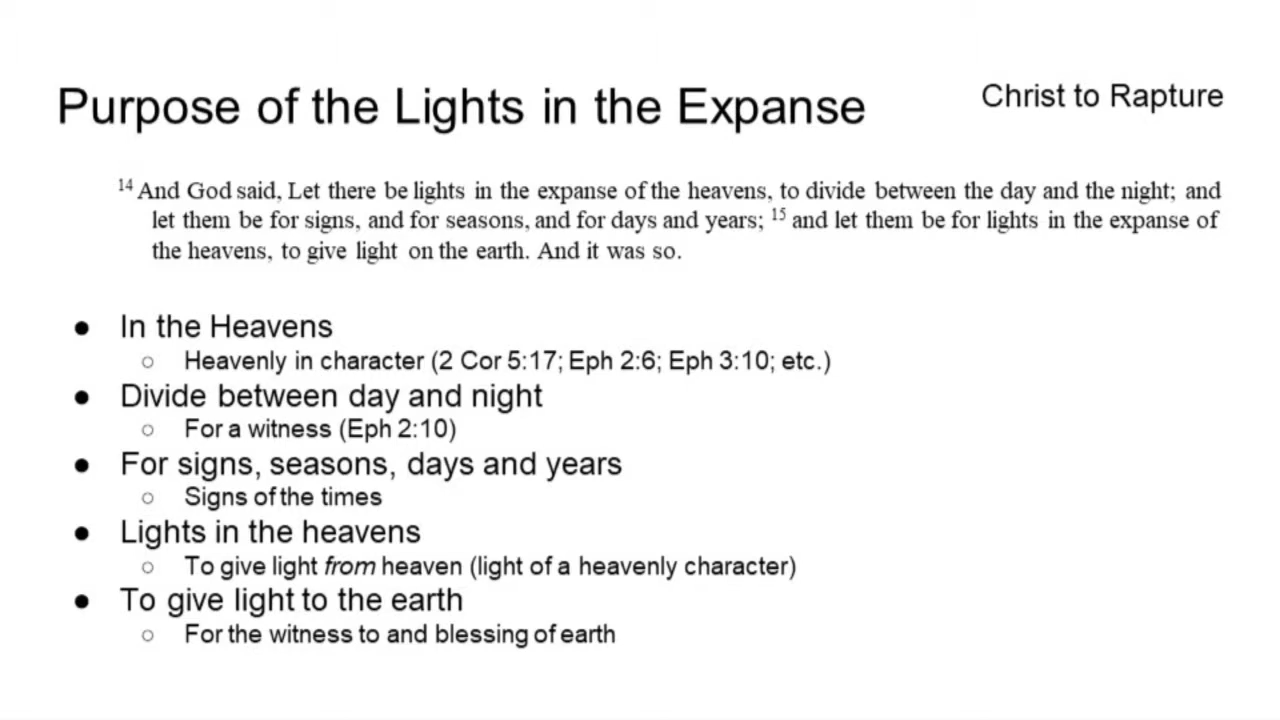 Purpose of the Lights in the Expanse
Christ to Rapture
14 And God said, Let there be lights in the expanse of the heavens, to divide between the day and the night; and
let them be for signs, and for seasons, and for days and years; 15 and let them be for lights in the expanse of
the heavens, to give light on the earth. And it was so.
● In the Heavens
○ Heavenly in character (2 Cor 5:17; Eph 2:6; Eph 3:10; etc.)
● Divide between day and night
○ For a witness (Eph 2:10)
● For signs, seasons, days and years
○ Signs of the times
● Lights in the heavens
○ To give light from heaven (light of a heavenly character)
● To give light to the earth
○ For the witness to and blessing of earth